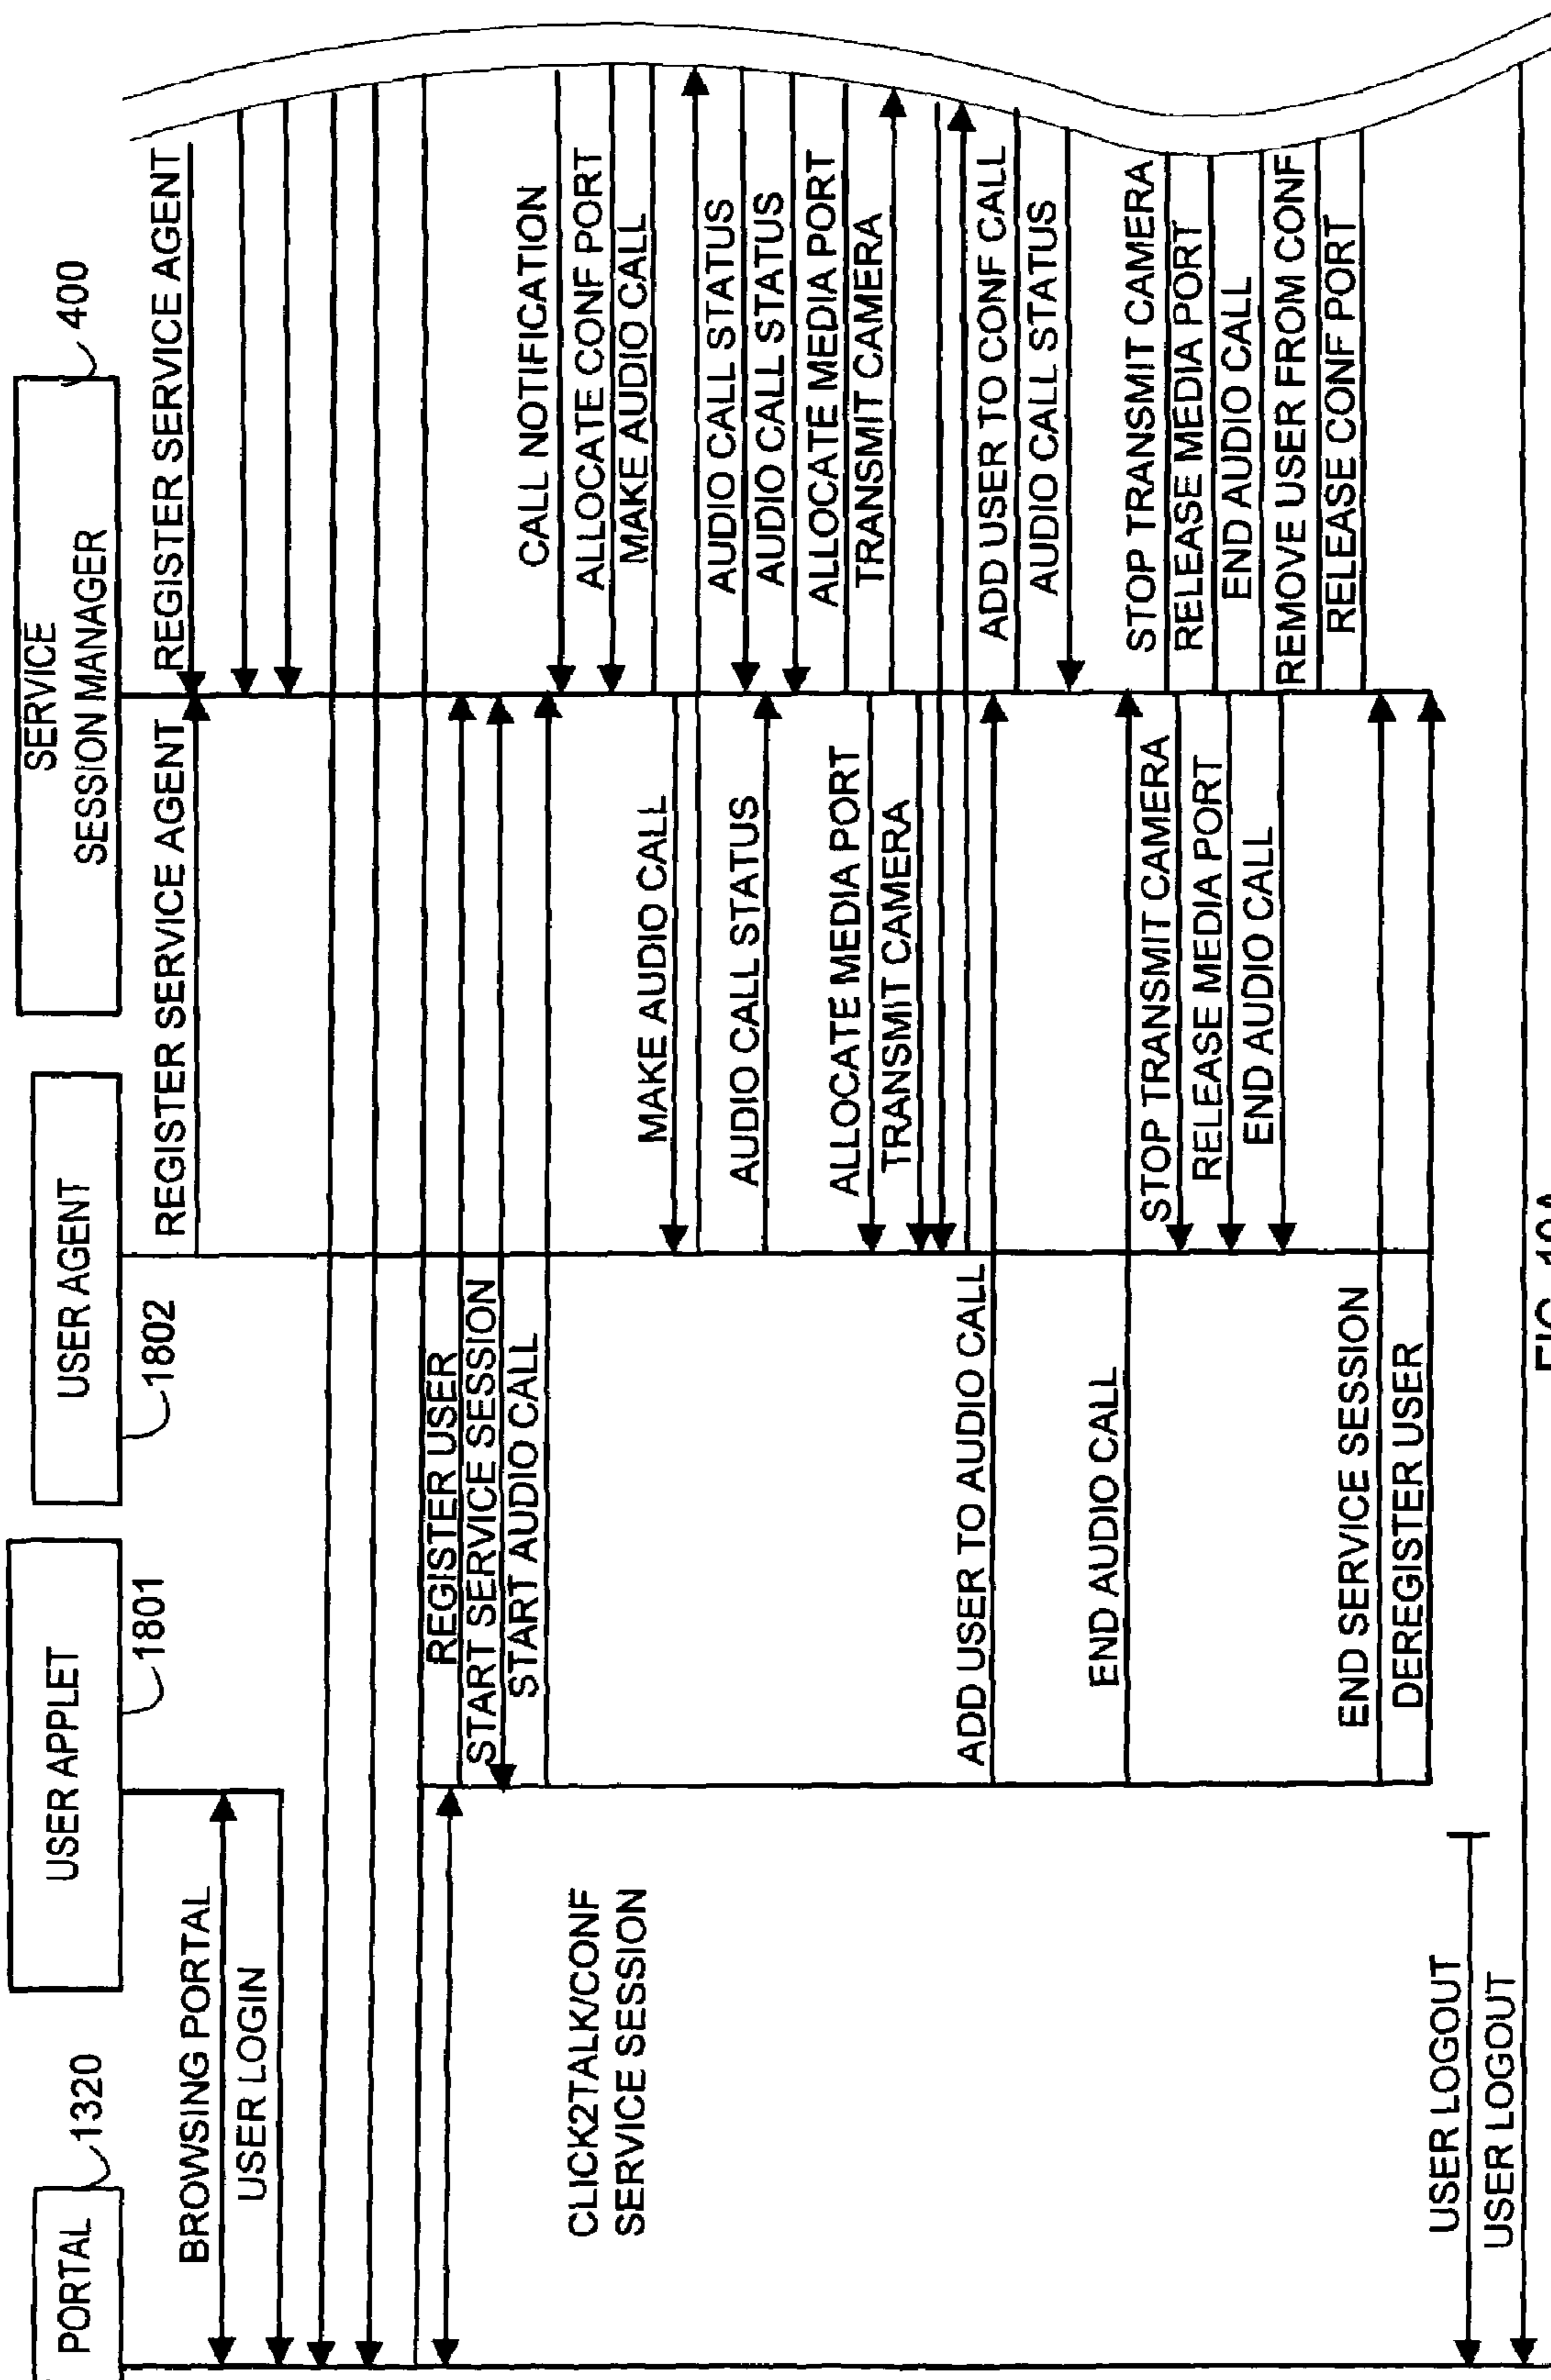 PORTAL
1320
USER APPLET
1801
USER AGENT
1802
SERVICE
SESSION MANAGER
400
BROWSING PORTAL
USER LOGIN
REGISTER SERVICE AGENT
REGISTER SERVICE AGENT
REGISTER USER
START SERVICE SESSION
START AUDIO CALL
CLICK2TALK/CONF
SERVICE SESSION
CALL NOTIFICATION
ALLOCATE CONF PORT
MAKE AUDIO CALL
MAKE AUDIO CALL
AUDIO CALL STATUS
AUDIO CALL STATUS
AUDIO CALL STATUS
ALLOCATE MEDIA PORT
ALLOCATE MEDIA PORT
TRANSMIT CAMERA
TRANSMIT CAMERA
ADD USER TO AUDIO CALL
ADD USER TO CONF CALL
AUDIO CALL STATUS
END AUDIO CALL
STOP TRANSMIT CAMERA
STOP TRANSMIT CAMERA
RELEASE MEDIA PORT
RELEASE MEDIA PORT
END AUDIO CALL
END AUDIO CALL
REMOVE USER FROM CONF
RELEASE CONF PORT
END SERVICE SESSION
DEREGISTER USER
USER LOGOUT
USER LOGOUT